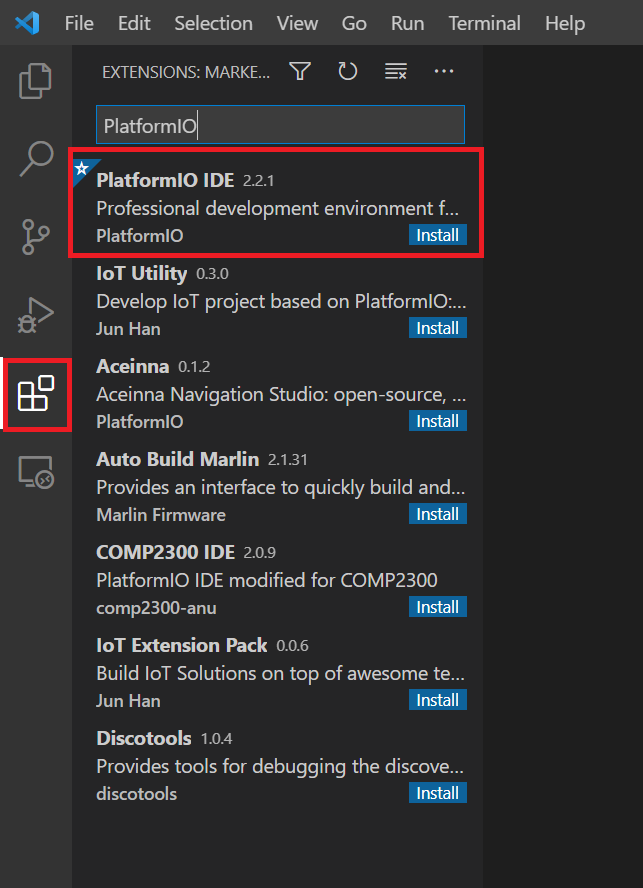 File Edit Selection View Go Run Terminal Help
EXTENSIONS: MARKE...
PlatformIO
PlatformIO IDE 2.2.1
Professional development environment f...
PlatformIO Install
IoT Utility 0.3.0
Develop IoT project based on PlatformIO:...
Jun Han Install
Aceinna 0.1.2
Aceinna Navigation Studio: open-source, ...
PlatformIO Install
Auto Build Marlin 2.1.31
Provides an interface to quickly build and...
Marlin Firmware Install
COMP2300 IDE 2.0.9
PlatformIO IDE modified for COMP2300
comp2300-anu Install
IoT Extension Pack 0.0.6
Build IoT Solutions on top of awesome te...
Jun Han Install
Discotools 1.0.4
Provides tools for debugging the discove...
discotools Install